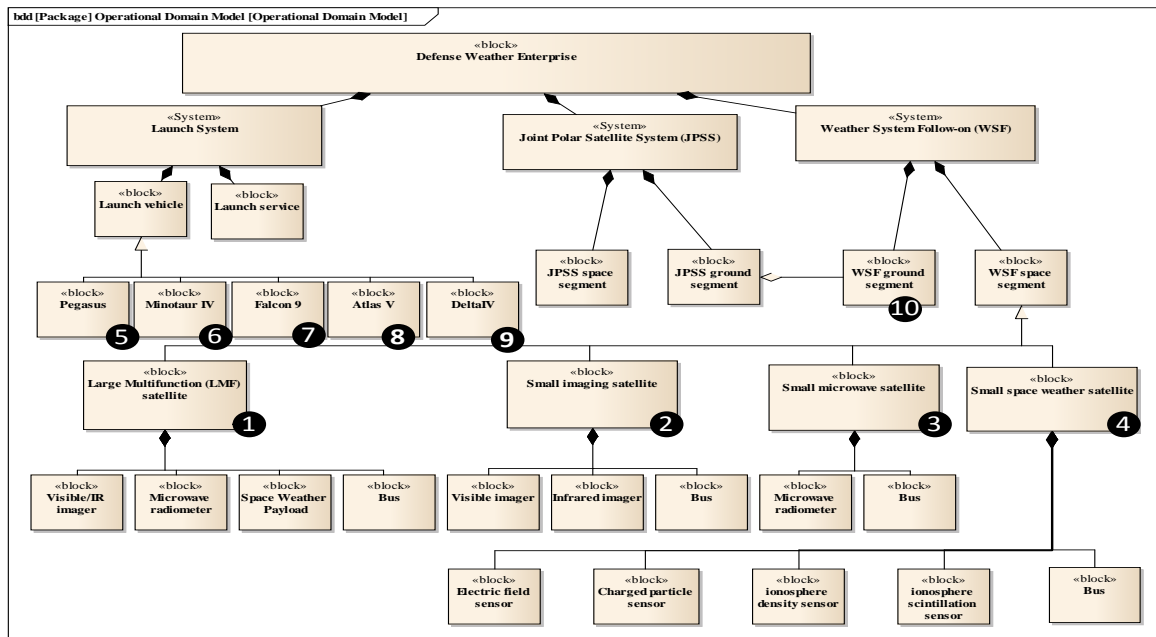 bdd [Package] Operational Domain Model [Operational Domain Model]
«block»
Defense Weather Enterprise
«System»
Launch System
«System»
Joint Polar Satellite System (JPSS)
«System»
Weather System Follow-on (WSF)
«block»
Launch vehicle
«block»
Launch service
«block»
JPSS space
segment
«block»
JPSS ground
segment
«block»
WSF ground
segment
10
«block»
WSF space
segment
«block»
Pegasus
5
«block»
Minotaur IV
6
«block»
Falcon 9
7
«block»
Atlas V
8
«block»
DeltaIV
9
«block»
Large Multifunction (LMF)
satellite
1
«block»
Small imaging satellite
2
«block»
Small microwave satellite
3
«block»
Small space weather satellite
4
«block»
Visible/IR
imager
«block»
Microwave
radiometer
«block»
Space Weather
Payload
«block»
Bus
«block»
Visible imager
«block»
Infrared imager
«block»
Bus
«block»
Microwave
radiometer
«block»
Bus
«block»
Electric field
sensor
«block»
Charged particle
sensor
«block»
ionosphere
density sensor
«block»
ionosphere
scintillation
sensor
«block»
Bus